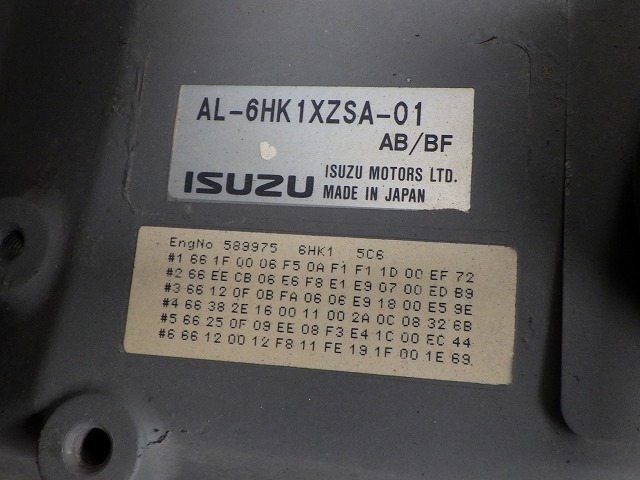 AL-6HK1XZSA-01
AB/BF
ISUZU
ISUZU MOTORS LTD.
MADE IN JAPAN
EngNo 589975 6HK1 5C6
#1 66 1F 00 06 F5 0A F1 F1 1D 00 EF 72
#2 66 EE CB 06 E6 F8 E1 E9 07 00 ED B9
#3 66 12 0F 0B FA 06 06 E9 18 00 E5 9E
#4 66 38 2E 16 00 11 00 2A 0C 08 32 6B
#5 66 25 0F 09 EE 08 F3 E4 1C 00 EC 44
#6 66 12 00 12 F8 11 FE 19 1F 00 1E 69